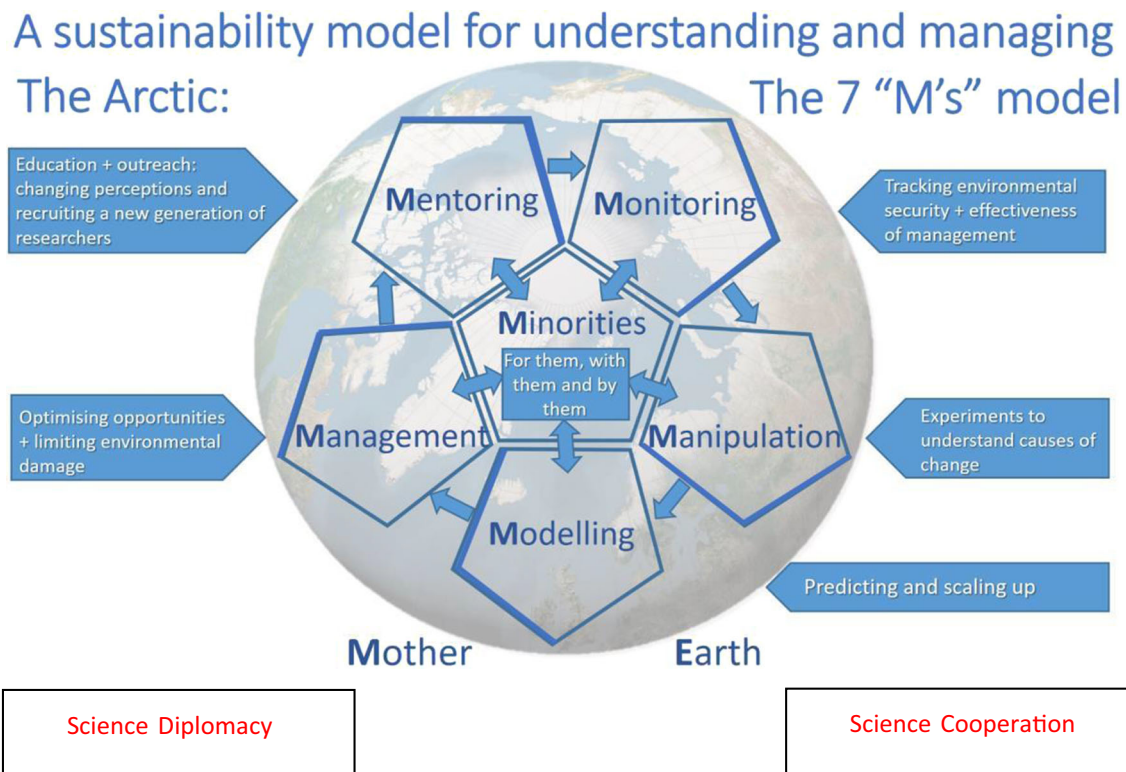 A sustainability model for understanding and managing
The Arctic:
The 7 “M’s” model
Education + outreach:
changing perceptions and
recruiting a new generation of
researchers
Mentoring
Monitoring
Tracking environmental
security + effectiveness
of management
Minorities
For them, with
them and by
them
Optimising opportunities
+ limiting environmental
damage
Management
Manipulation
Experiments to
understand causes of
change
Modelling
Predicting and scaling up
Mother
Earth
Science Diplomacy
Science Cooperation